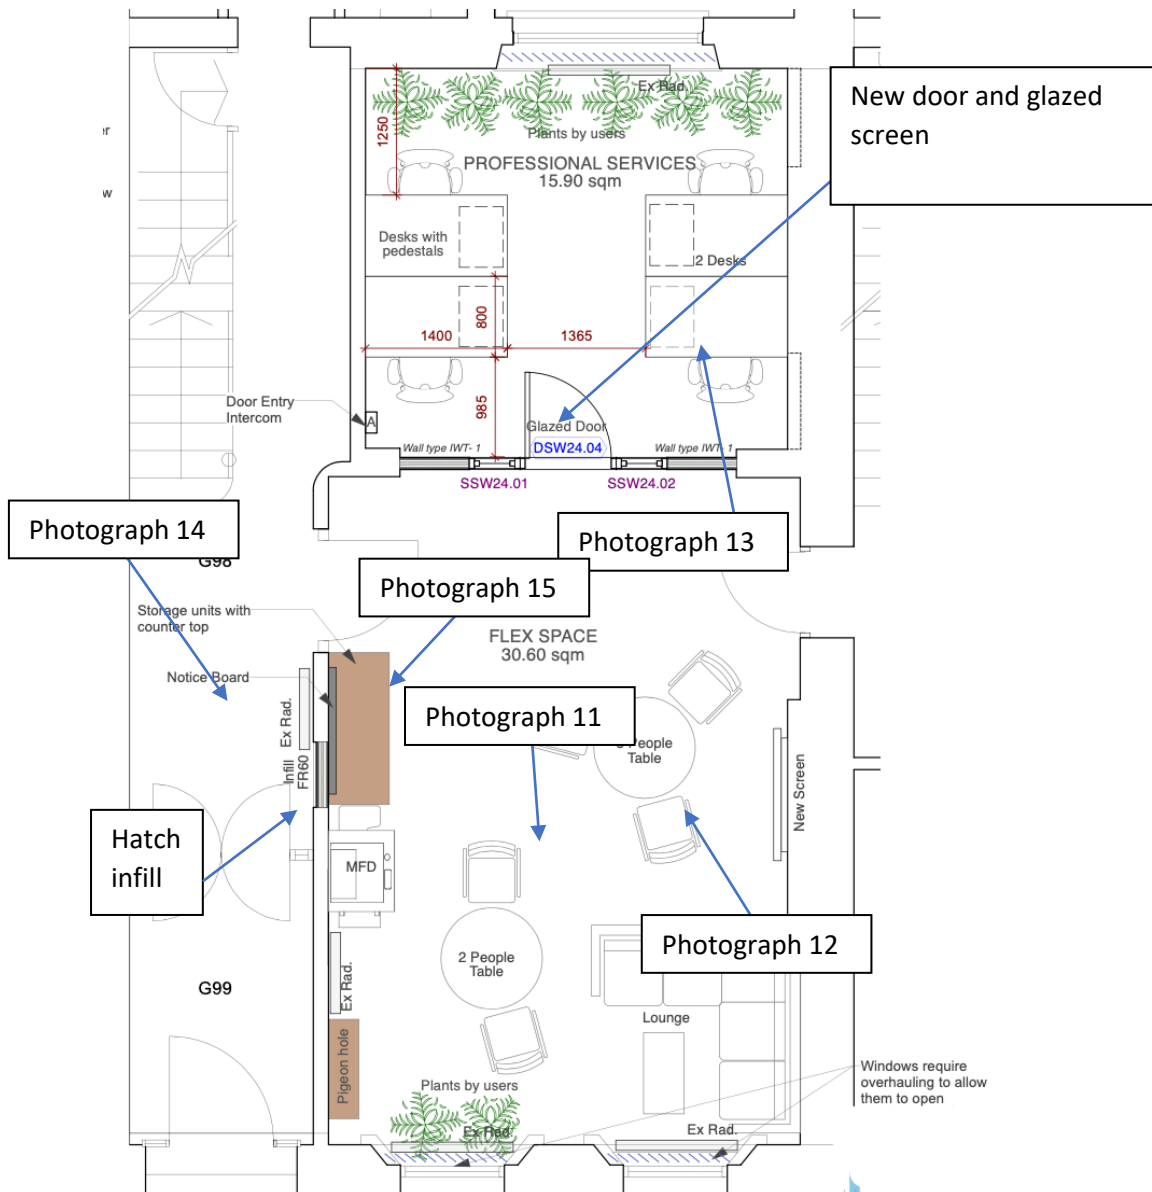 er
w
Ex Rad.
New door and glazed
screen
1250
Plants by users
PROFESSIONAL SERVICES
15.90 sqm
Desks with
pedestals
2 Desks
800
1400
1365
985
Door Entry
Intercom
A
Glazed Door
Wall type IWT- 1
DSW24.04
Wall type IWT- 1
SSW24.01
SSW24.02
Photograph 14
Photograph 13
G98
Photograph 15
Storage units with
counter top
FLEX SPACE
30.60 sqm
Notice Board
Ex Rad.
Photograph 11
People
Table
Infill
FR60
New Screen
Hatch
infill
MFD
Photograph 12
2 People
Table
Ex Rad.
G99
Lounge
Pigeon hole
Windows require
overhauling to allow
them to open
Plants by users
Ex Rad.
Ex Rad.